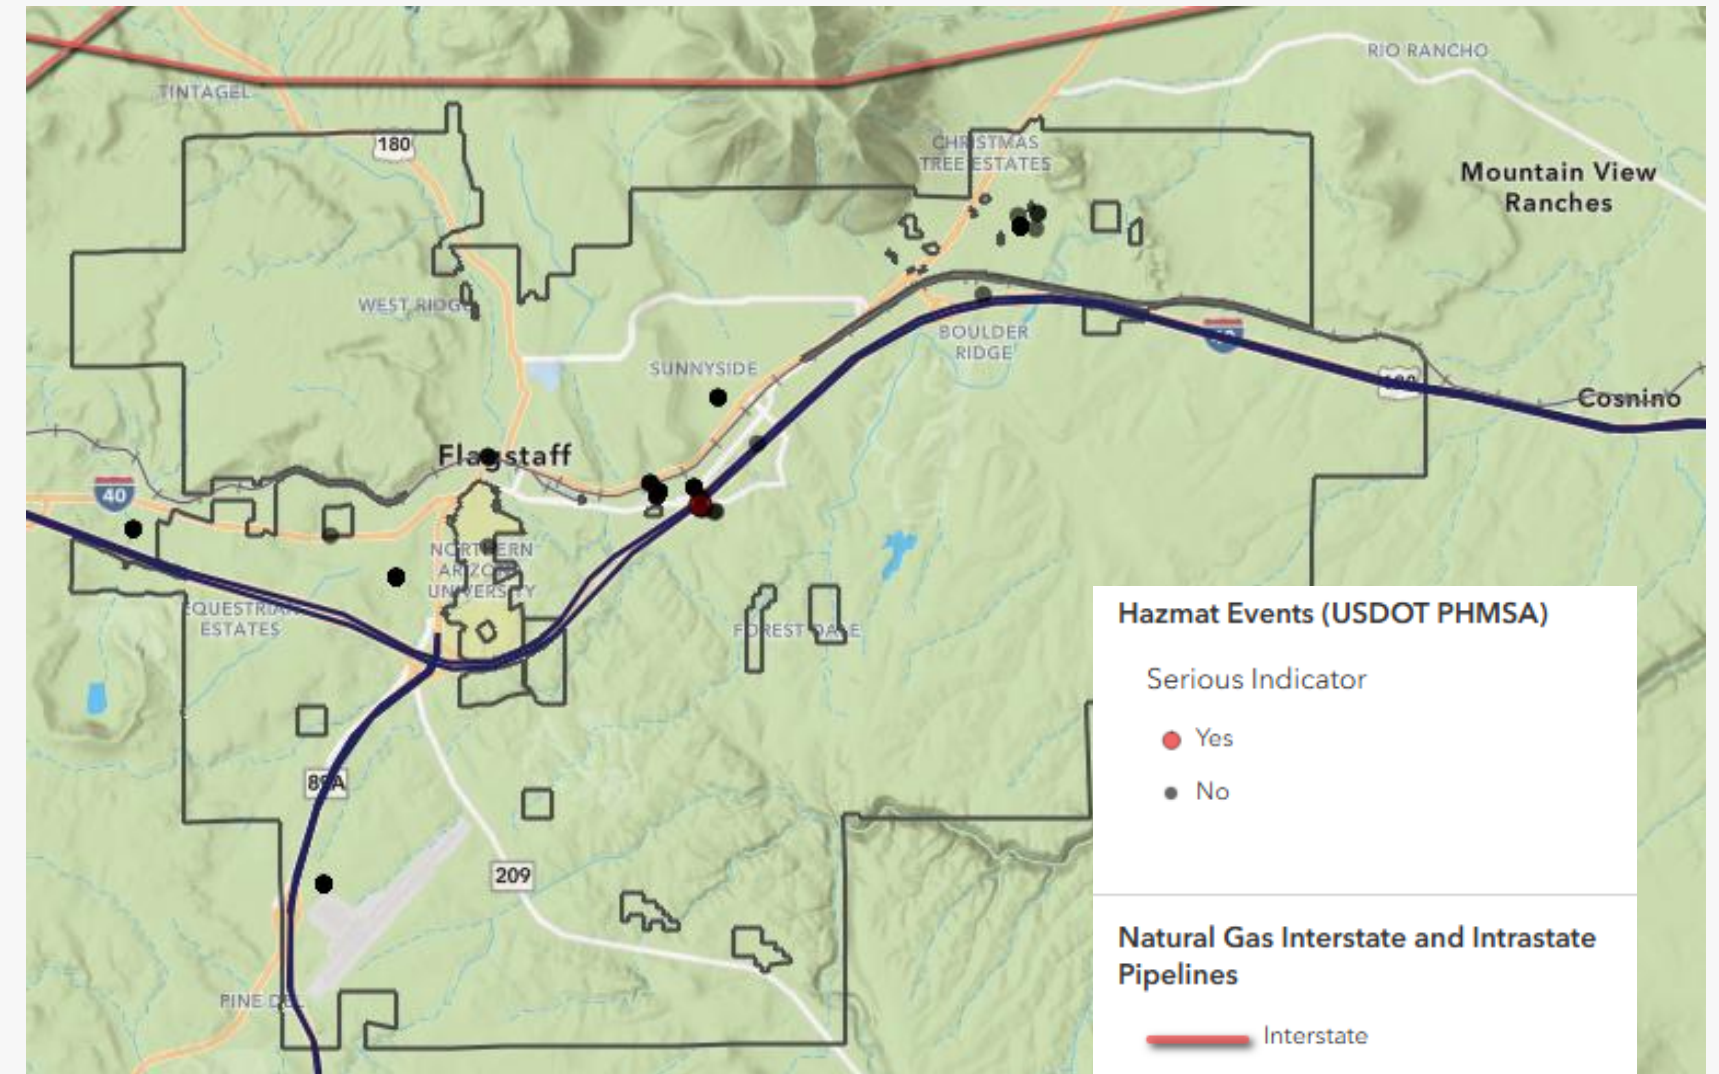 RIO RANCHO
TINTAGEL
180
CHRISTMAS
TREE ESTATES
Mountain View
Ranches
WEST RIDGE
BOULDER
RIDGE
SUNNYSIDE
Cosnino
Flagstaff
40
NORTHERN
ARIZONA
UNIVERSITY
EQUESTRIAN
ESTATES
FOREST DALE
89A
209
PINE DEL
Hazmat Events (USDOT PHMSA)
Serious Indicator
Yes
No
Natural Gas Interstate and Intrastate
Pipelines
Interstate